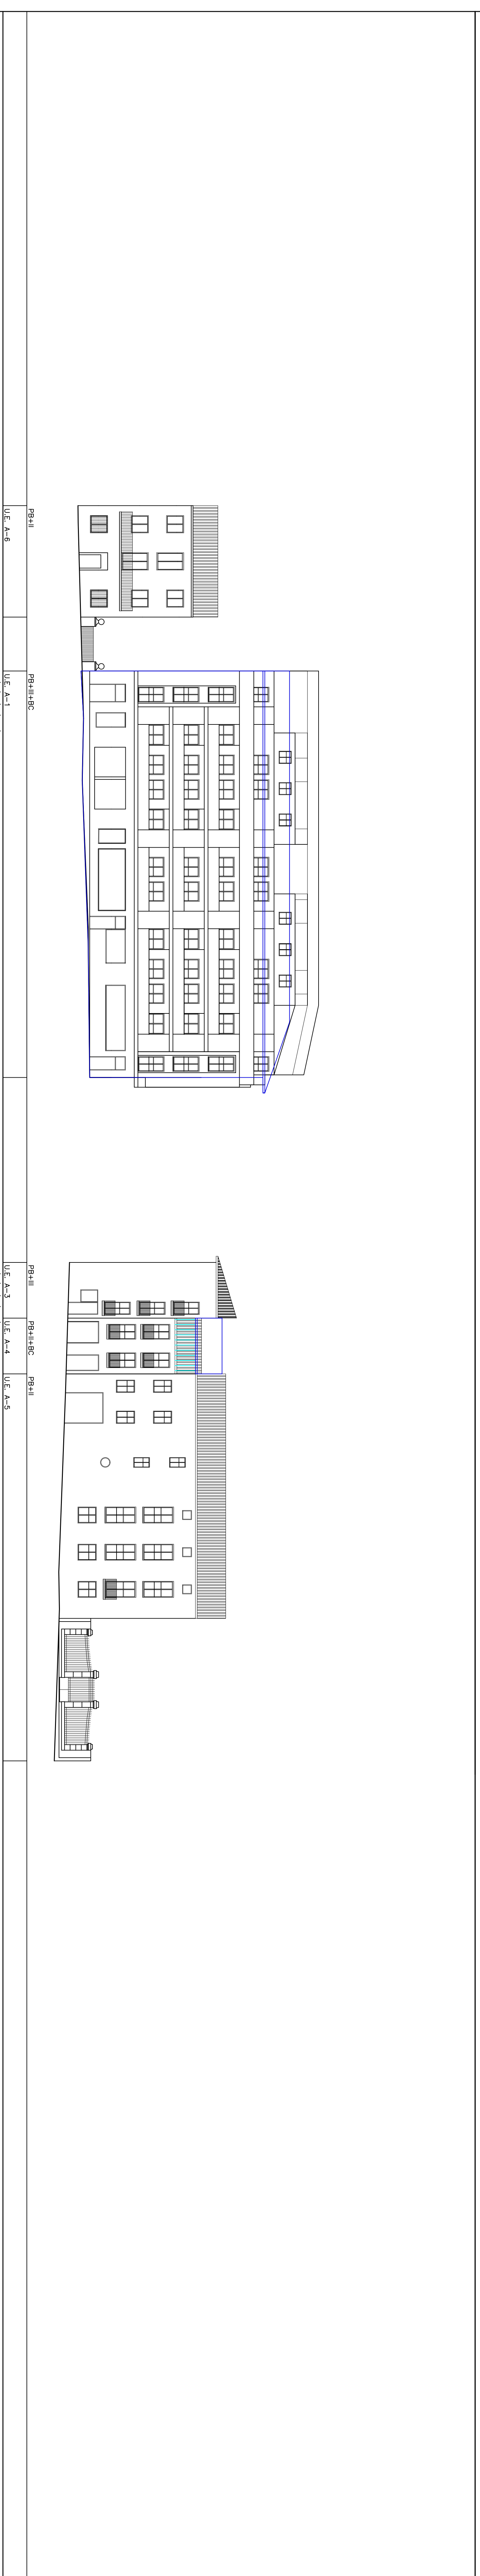 PB+II
U.E. A-6
PB+III+BC
U.E. A-1
PB+III
U.E. A-3
PB+II+BC
U.E. A-4
PB+II
U.E. A-5